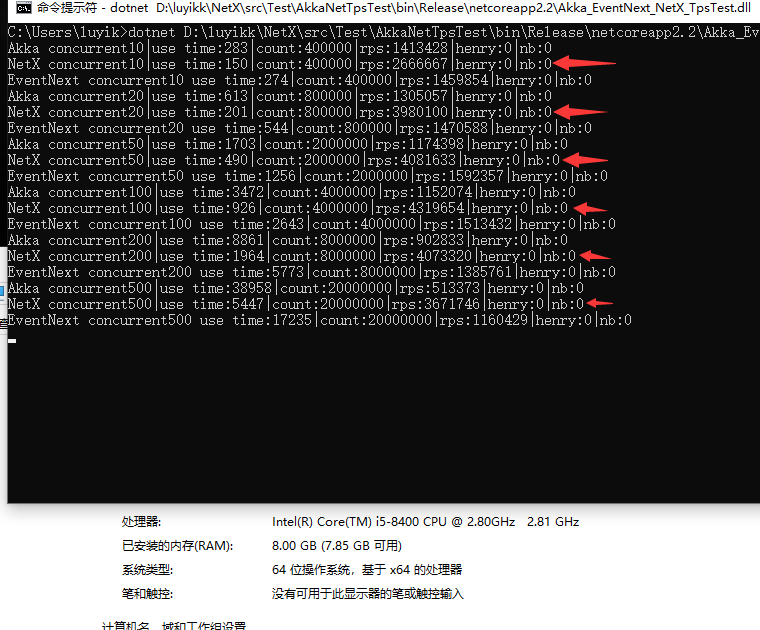 命令提示符 - dotnet  D:\luyikk\NetX\src\Test\AkkaNetTpsTest\bin\Release\netcoreapp2.2\Akka_EventNext_NetX_TpsTest.dll
C:\Users\luyik>dotnet D:\luyikk\NetX\src\Test\AkkaNetTpsTest\bin\Release\netcoreapp2.2\Akka_Ev
Akka concurrent10|use time:283|count:400000|rps:1413428|henry:0|nb:0
NetX concurrent10|use time:150|count:400000|rps:2666667|henry:0|nb:0
EventNext concurrent10 use time:274|count:400000|rps:1459854|henry:0|nb:0
Akka concurrent20|use time:613|count:800000|rps:1305057|henry:0|nb:0
NetX concurrent20|use time:201|count:800000|rps:3980100|henry:0|nb:0
EventNext concurrent20 use time:544|count:800000|rps:1470588|henry:0|nb:0
Akka concurrent50|use time:1703|count:2000000|rps:1174398|henry:0|nb:0
NetX concurrent50|use time:490|count:2000000|rps:4081633|henry:0|nb:0
EventNext concurrent50 use time:1256|count:2000000|rps:1592357|henry:0|nb:0
Akka concurrent100|use time:3472|count:4000000|rps:1152074|henry:0|nb:0
NetX concurrent100|use time:926|count:4000000|rps:4319654|henry:0|nb:0
EventNext concurrent100 use time:2643|count:4000000|rps:1513432|henry:0|nb:0
Akka concurrent200|use time:8861|count:8000000|rps:902833|henry:0|nb:0
NetX concurrent200|use time:1964|count:8000000|rps:4073320|henry:0|nb:0
EventNext concurrent200 use time:5773|count:8000000|rps:1385761|henry:0|nb:0
Akka concurrent500|use time:38958|count:20000000|rps:513373|henry:0|nb:0
NetX concurrent500|use time:5447|count:20000000|rps:3671746|henry:0|nb:0
EventNext concurrent500 use time:17235|count:20000000|rps:1160429|henry:0|nb:0
处理器: Intel(R) Core(TM) i5-8400 CPU @ 2.80GHz   2.81 GHz
已安装的内存(RAM): 8.00 GB (7.85 GB 可用)
系统类型: 64 位操作系统，基于 x64 的处理器
笔和触控: 没有可用于此显示器的笔或触控输入
计算机名、域和工作组设置